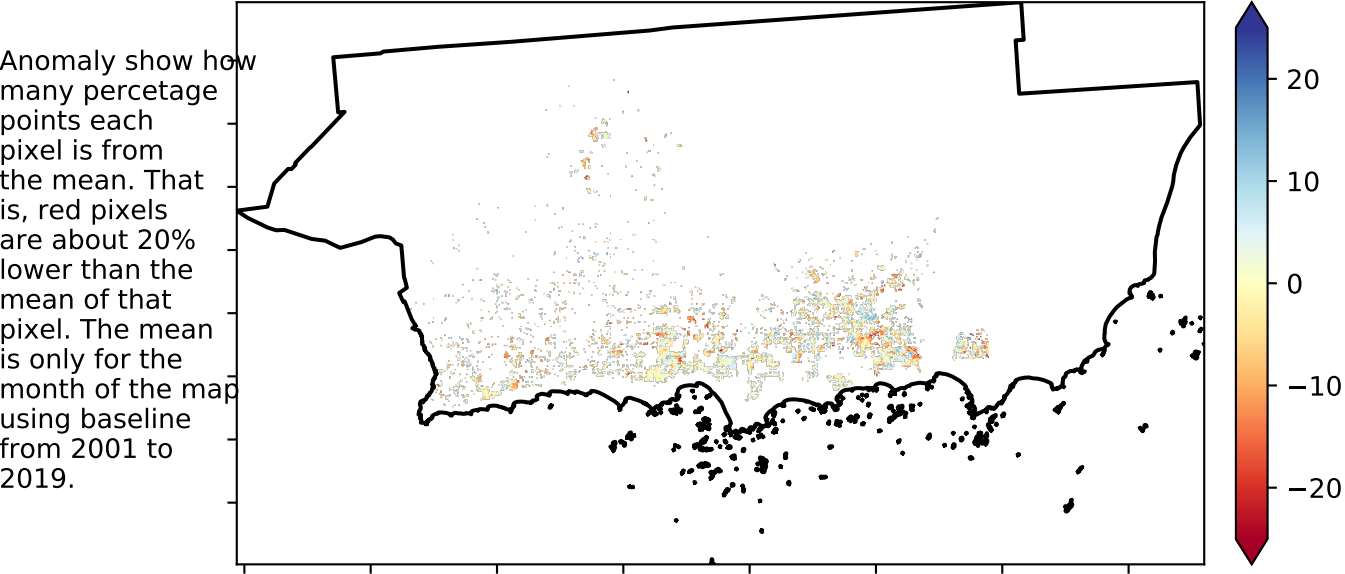 Anomaly show how
many percetage
points each
pixel is from
the mean. That
is, red pixels
are about 20%
lower than the
mean of that
pixel. The mean
is only for the
month of the map
using baseline
from 2001 to
2019.
20
10
0
−10
−20